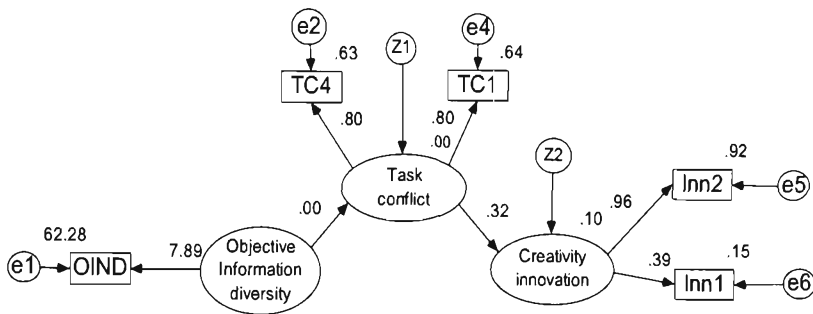 e2
.63
Z1
e4
.64
TC4
TC1
.80
.80
.00
Task
conflict
Z2
.92
Inn2
e5
.96
.00
.32
.10
62.28
7.89
Objective
Information
diversity
Creativity
innovation
.39
.15
e1
OIND
Inn1
e6